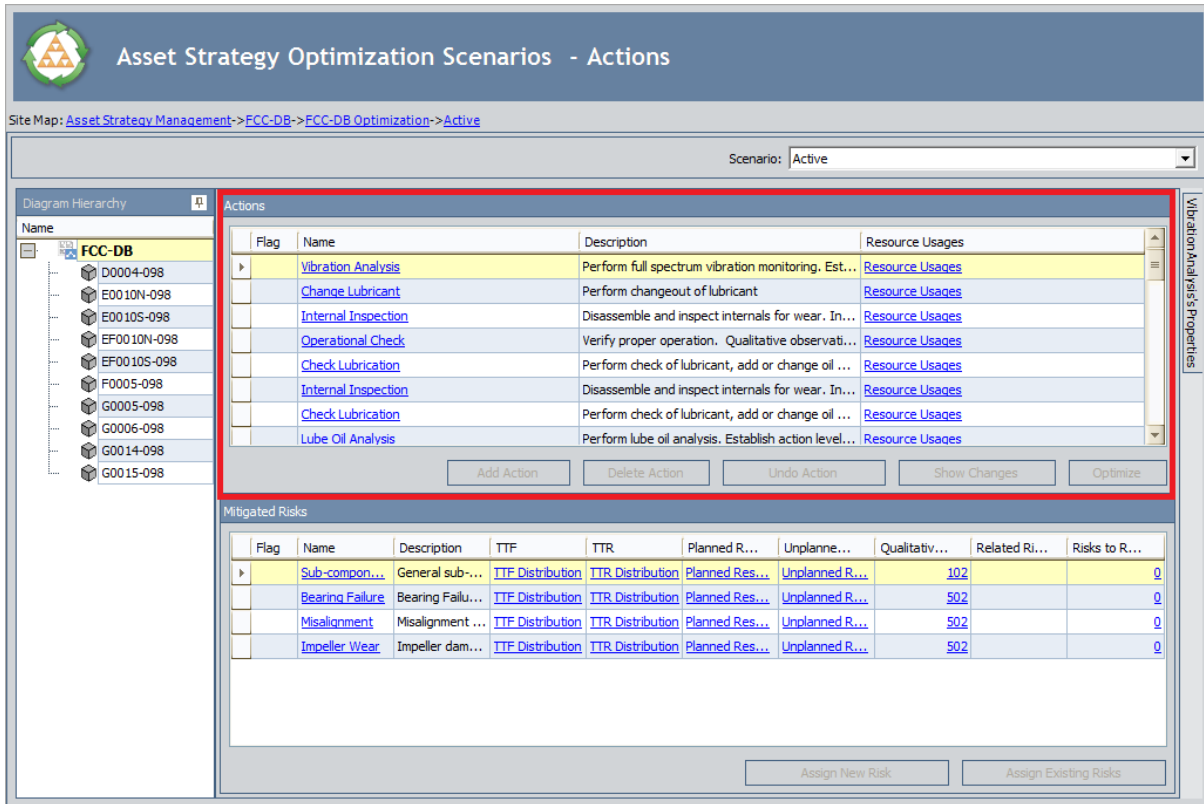 Asset Strategy Optimization Scenarios - Actions
Site Map: Asset Strategy Management->FCC-DB->FCC-DB Optimization->Active
Scenario: Active
Diagram Hierarchy
Name
FCC-DB
D0004-098
E0010N-098
E0010S-098
EF0010N-098
EF0010S-098
F0005-098
G0005-098
G0006-098
G0014-098
G0015-098
Actions
Flag Name Description Resource Usages
Vibration Analysis Perform full spectrum vibration monitoring. Est... Resource Usages
Change Lubricant Perform changeout of lubricant Resource Usages
Internal Inspection Disassemble and inspect internals for wear. In... Resource Usages
Operational Check Verify proper operation. Qualitative observati... Resource Usages
Check Lubrication Perform check of lubricant, add or change oil ... Resource Usages
Internal Inspection Disassemble and inspect internals for wear. In... Resource Usages
Check Lubrication Perform check of lubricant, add or change oil ... Resource Usages
Lube Oil Analysis Perform lube oil analysis. Establish action level... Resource Usages
Add Action Delete Action Undo Action Show Changes Optimize
Mitigated Risks
Flag Name Description TTF TTR Planned R... Unplanne... Qualitativ... Related Ri... Risks to R...
Sub-compon... General sub-... TTF Distribution TTR Distribution Planned Res... Unplanned R... 102 0
Bearing Failure Bearing Failu... TTF Distribution TTR Distribution Planned Res... Unplanned R... 502 0
Misalignment Misalignment ... TTF Distribution TTR Distribution Planned Res... Unplanned R... 502 0
Impeller Wear Impeller dam... TTF Distribution TTR Distribution Planned Res... Unplanned R... 502 0
Assign New Risk Assign Existing Risks
Vibration Analysis's Properties